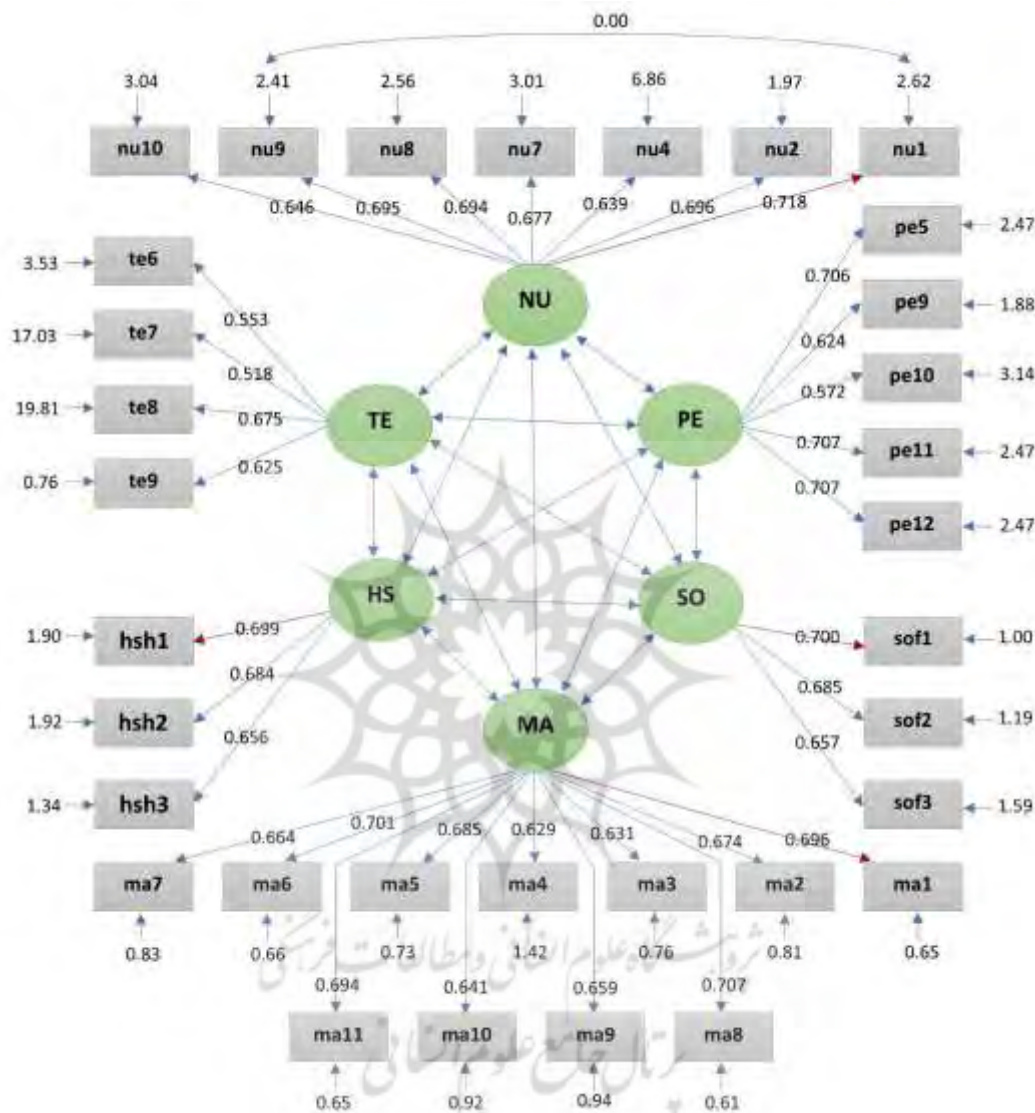 0.00
3.04 2.41 2.56 3.01 6.86 1.97 2.62
nu10 nu9 nu8 nu7 nu4 nu2 nu1
0.646 0.695 0.694 0.677 0.639 0.696 0.718
pe5 2.47
3.53 te6
0.706
NU
pe9 1.88
0.553
17.03 te7
0.624
pe10 3.14
0.518
0.572
19.81 te8
0.675
TE PE
0.707
pe11 2.47
0.625
0.76 te9
0.707
pe12 2.47
HS SO
1.90 hsh1 0.699
0.700 sof1 1.00
0.684
0.685
1.92 hsh2
sof2 1.19
0.656
0.657
MA
1.34 hsh3
sof3 1.59
0.664 0.701 0.685 0.629 0.631 0.674 0.696
ma7 ma6 ma5 ma4 ma3 ma2 ma1
0.83 0.66 0.73 1.42 0.76 0.81 0.65
پژوهشگاه علوم انسانی و مطالعات فرهنگی
0.694 0.641 0.659 0.707
ma11 ma10 ma9 ma8
پرتال جامع علوم انسانی
0.65 0.92 0.94 0.61